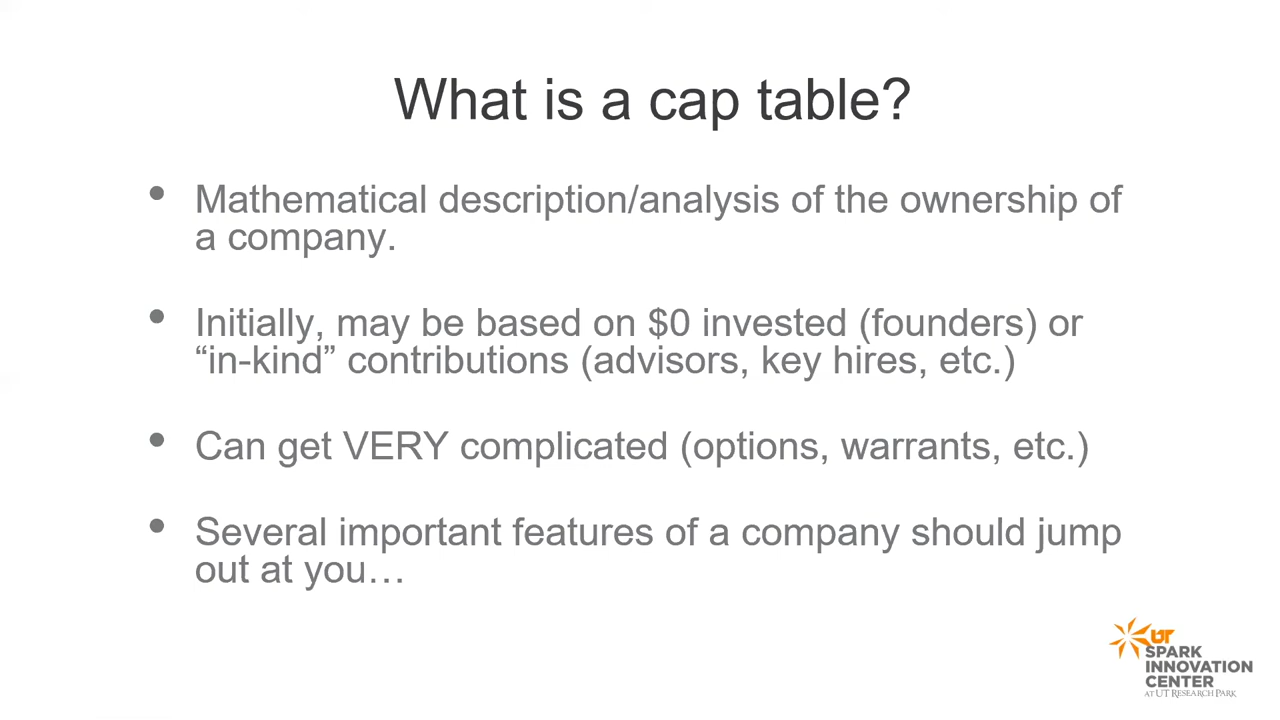 What is a cap table?
• Mathematical description/analysis of the ownership of
a company.
• Initially, may be based on $0 invested (founders) or
“in-kind” contributions (advisors, key hires, etc.)
• Can get VERY complicated (options, warrants, etc.)
• Several important features of a company should jump
out at you…
UT
SPARK
INNOVATION
CENTER
AT UT RESEARCH PARK